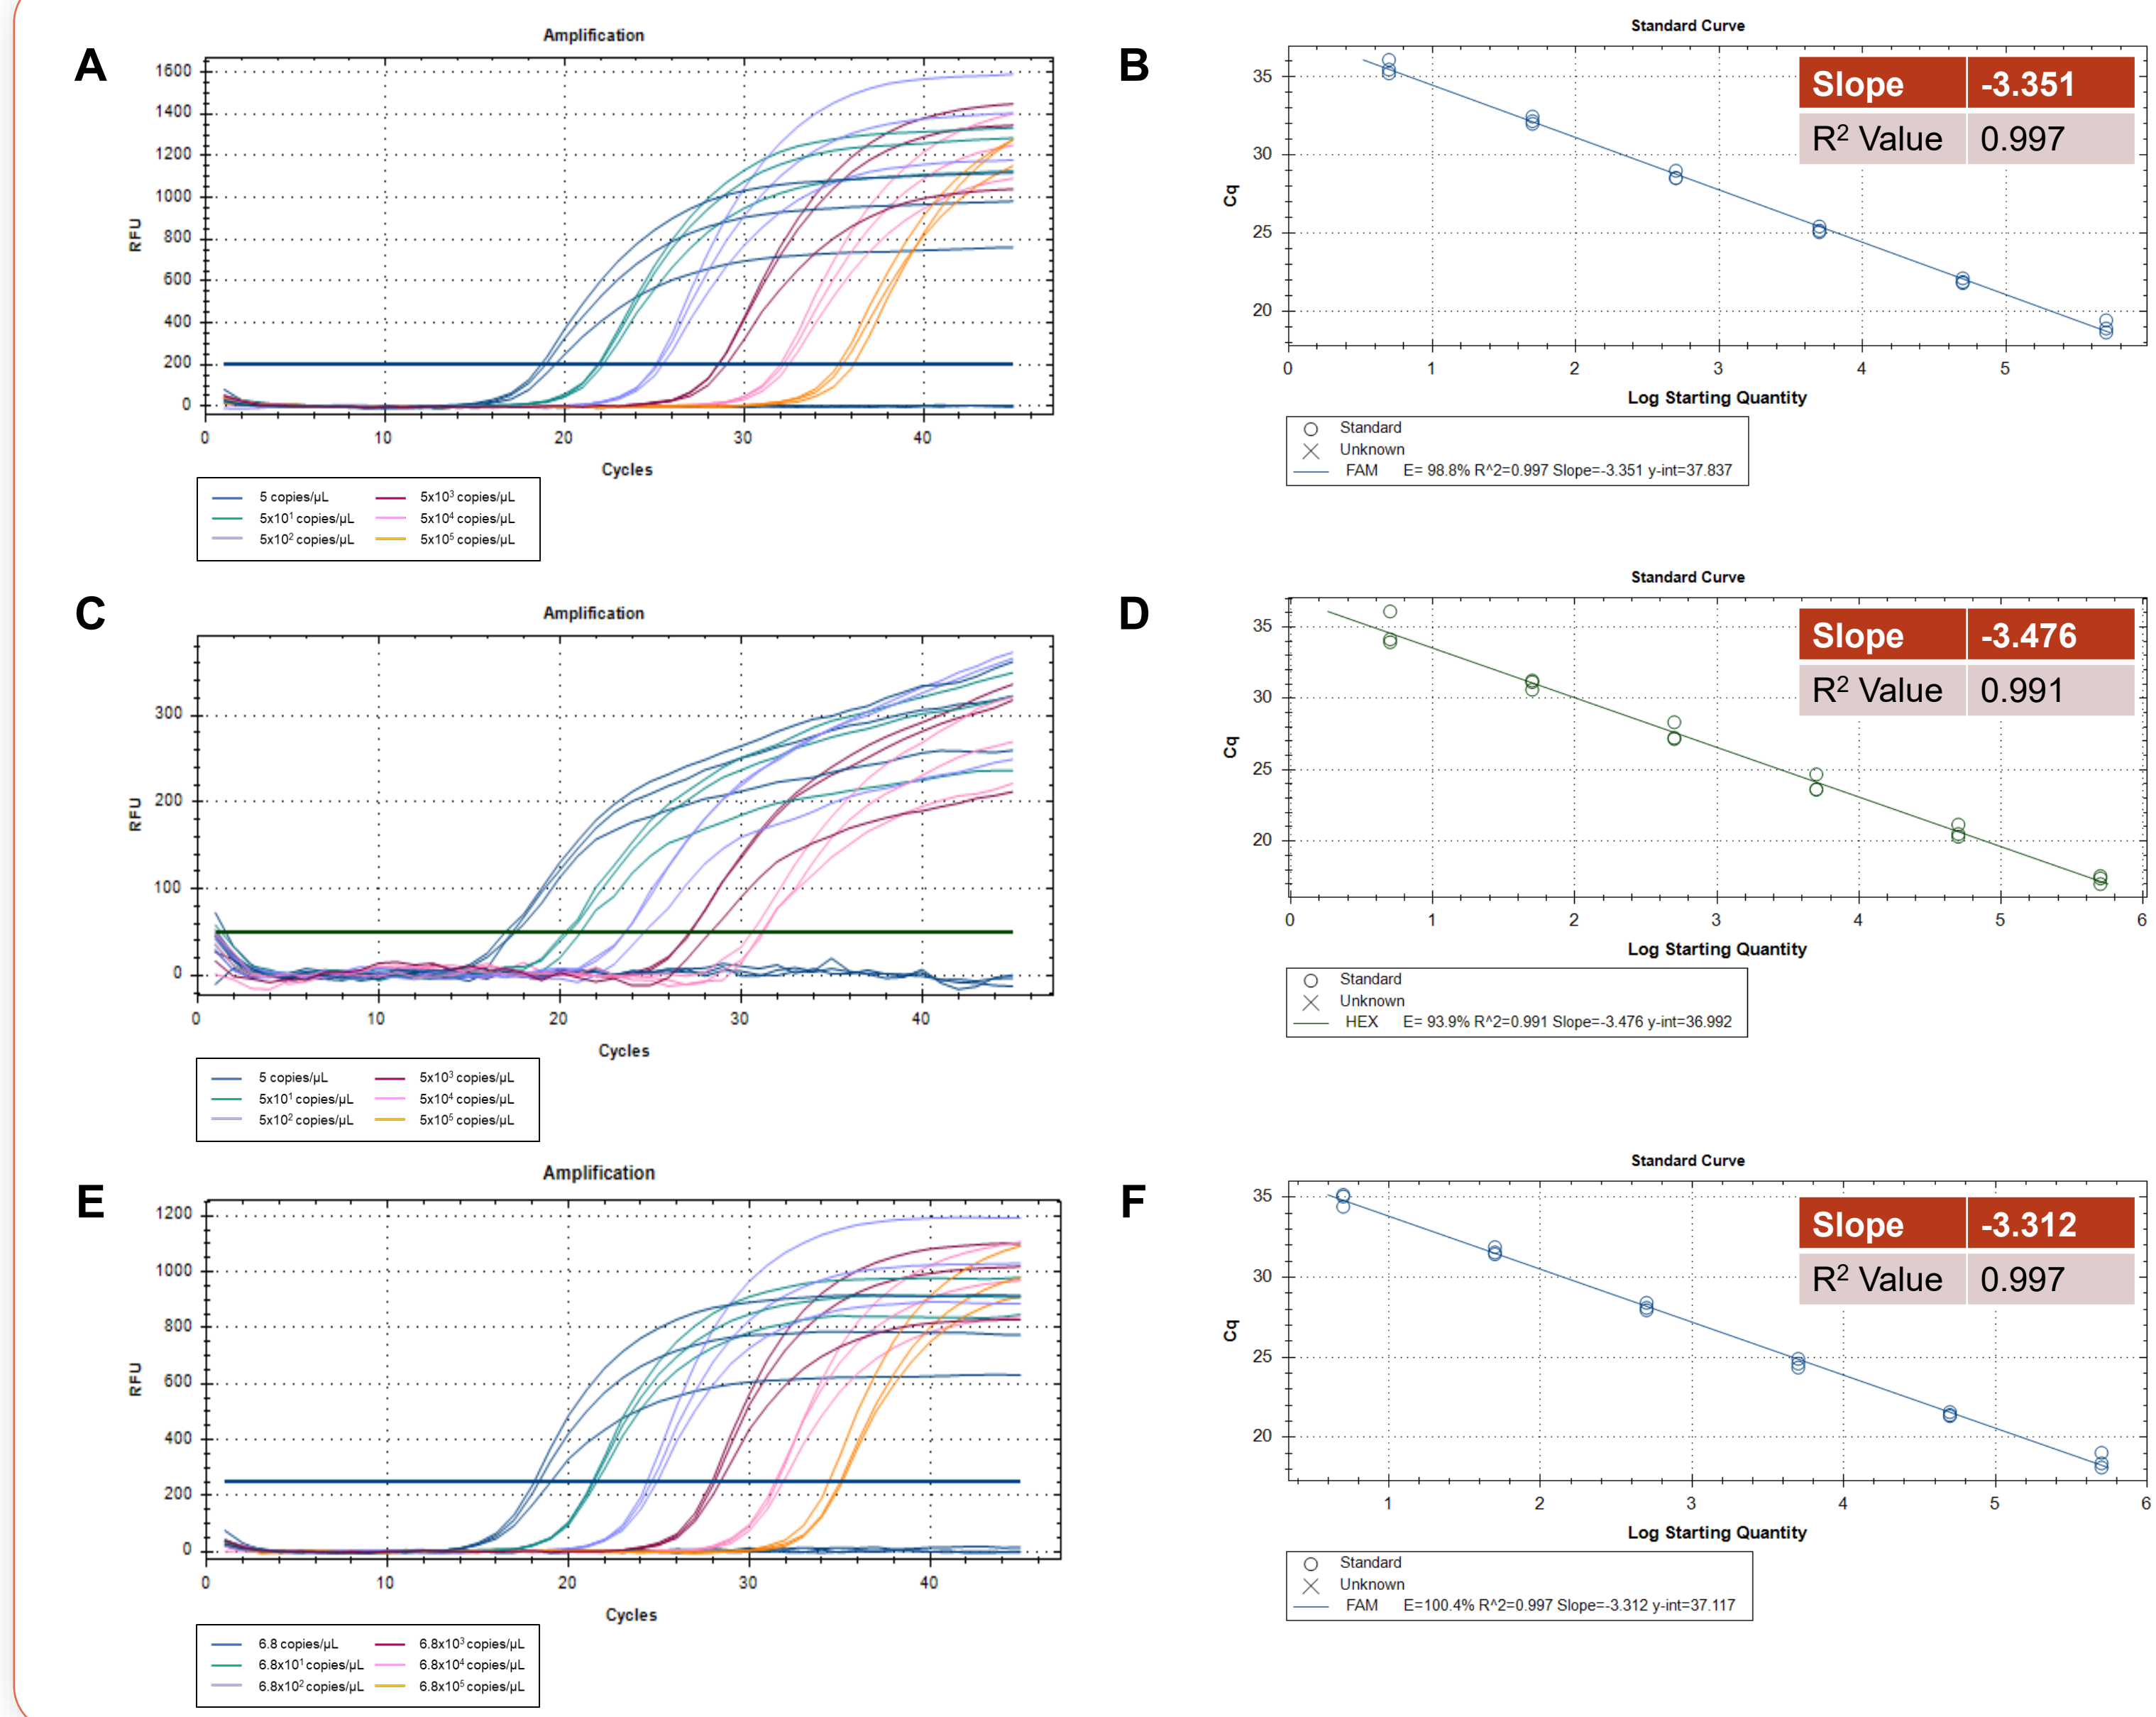 A
Amplification
RFU
1600
1400
1200
1000
800
600
400
200
0
0 10 20 30 40
Cycles
5 copies/µL 5x10³ copies/µL
5x10¹ copies/µL 5x10⁴ copies/µL
5x10² copies/µL 5x10⁵ copies/µL
B
Standard Curve
Slope -3.351
R² Value 0.997
Cq
35
30
25
20
0 1 2 3 4 5
Log Starting Quantity
Standard
Unknown
FAM E= 98.8% R^2=0.997 Slope=-3.351 y-int=37.837
C
Amplification
RFU
300
200
100
0
0 10 20 30 40
Cycles
5 copies/µL 5x10³ copies/µL
5x10¹ copies/µL 5x10⁴ copies/µL
5x10² copies/µL 5x10⁵ copies/µL
D
Standard Curve
Slope -3.476
R² Value 0.991
Cq
35
30
25
20
0 1 2 3 4 5 6
Log Starting Quantity
Standard
Unknown
HEX E= 93.9% R^2=0.991 Slope=-3.476 y-int=36.992
E
Amplification
RFU
1200
1000
800
600
400
200
0
0 10 20 30 40
Cycles
6.8 copies/µL 6.8x10³ copies/µL
6.8x10¹ copies/µL 6.8x10⁴ copies/µL
6.8x10² copies/µL 6.8x10⁵ copies/µL
F
Standard Curve
Slope -3.312
R² Value 0.997
Cq
35
30
25
20
1 2 3 4 5 6
Log Starting Quantity
Standard
Unknown
FAM E=100.4% R^2=0.997 Slope=-3.312 y-int=37.117